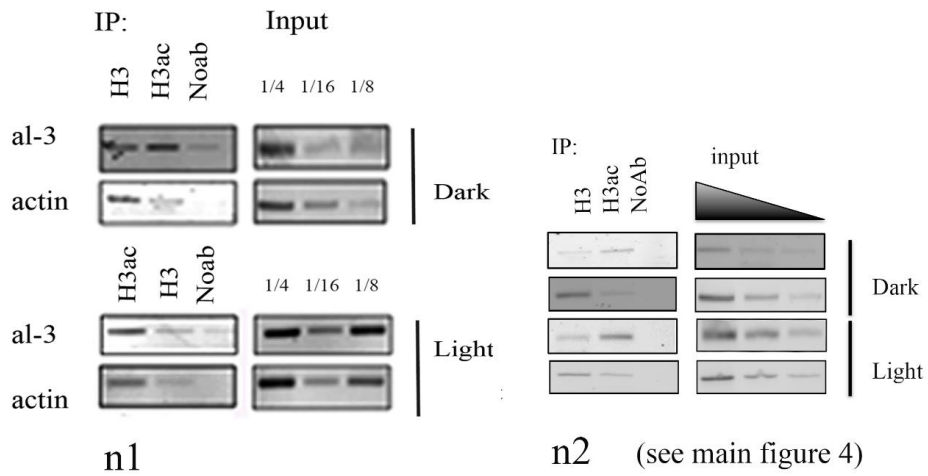 IP: Input
H3 H3ac Noab 1/4 1/16 1/8
al-3
actin
Dark
H3ac H3 Noab 1/4 1/16 1/8
al-3
actin
Light
n1
IP: input
H3 H3ac NoAb
Dark
Light
n2 (see main figure 4)